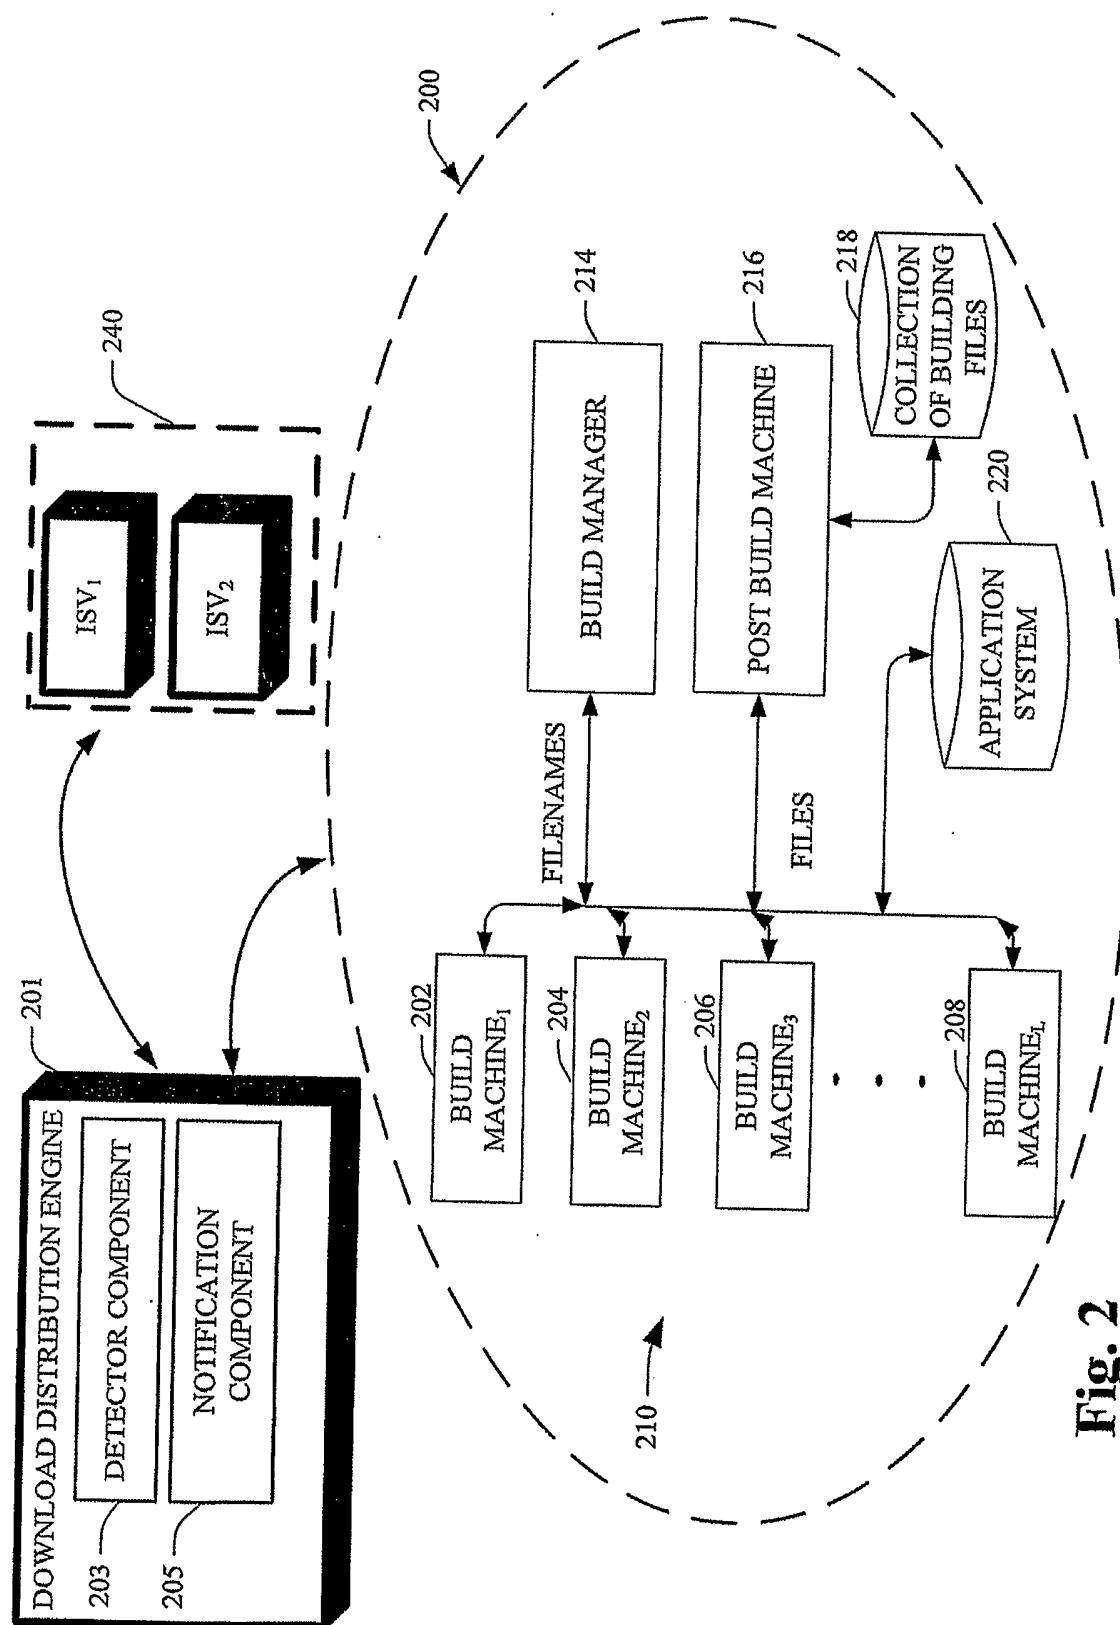 DOWNLOAD DISTRIBUTION ENGINE
201
DETECTOR COMPONENT
203
NOTIFICATION
COMPONENT
205
ISV1
ISV2
240
200
202
BUILD
MACHINE1
204
BUILD
MACHINE2
206
BUILD
MACHINE3
208
BUILD
MACHINEL
210
FILENAMES
BUILD MANAGER
214
FILES
POST BUILD MACHINE
216
218
COLLECTION
OF BUILDING
FILES
220
APPLICATION
SYSTEM
Fig. 2